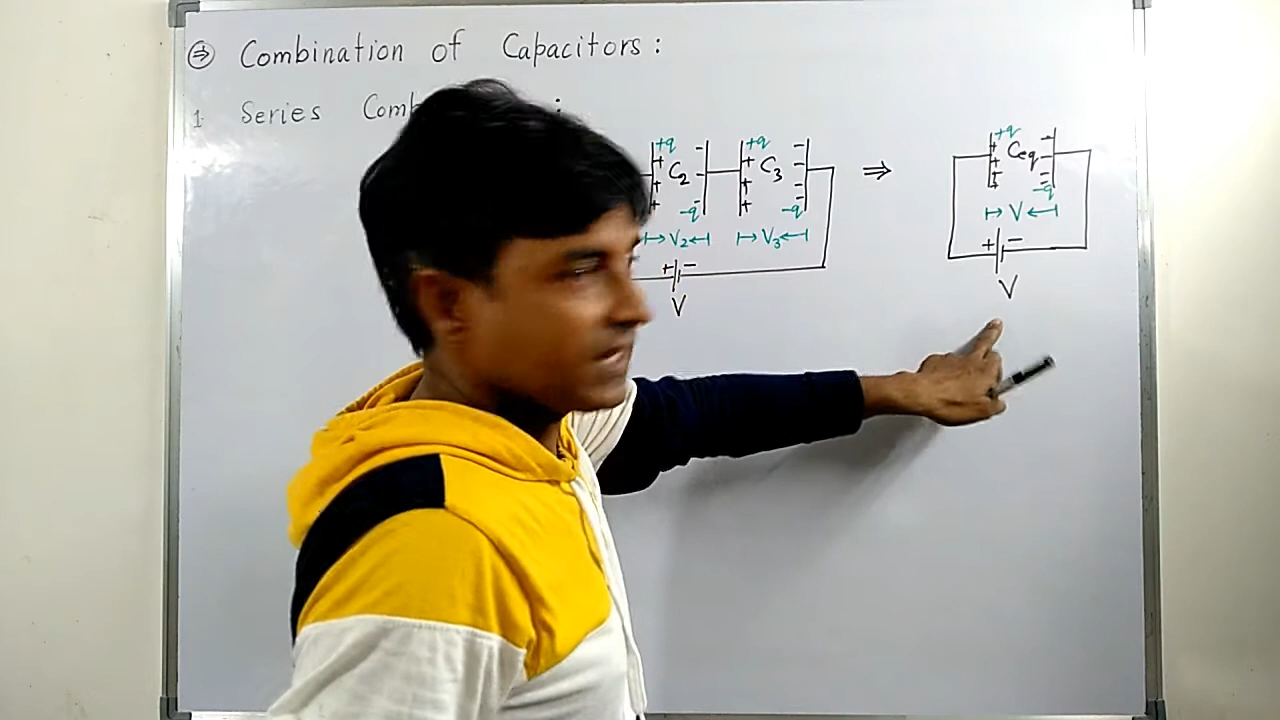 ⇒ Combination of Capacitors:
1. Series Comb :
+q +q +q
C₂ C₃ ⇒ Ceq
-q -q -q
V₂ V₃ V
+ - + -
V V